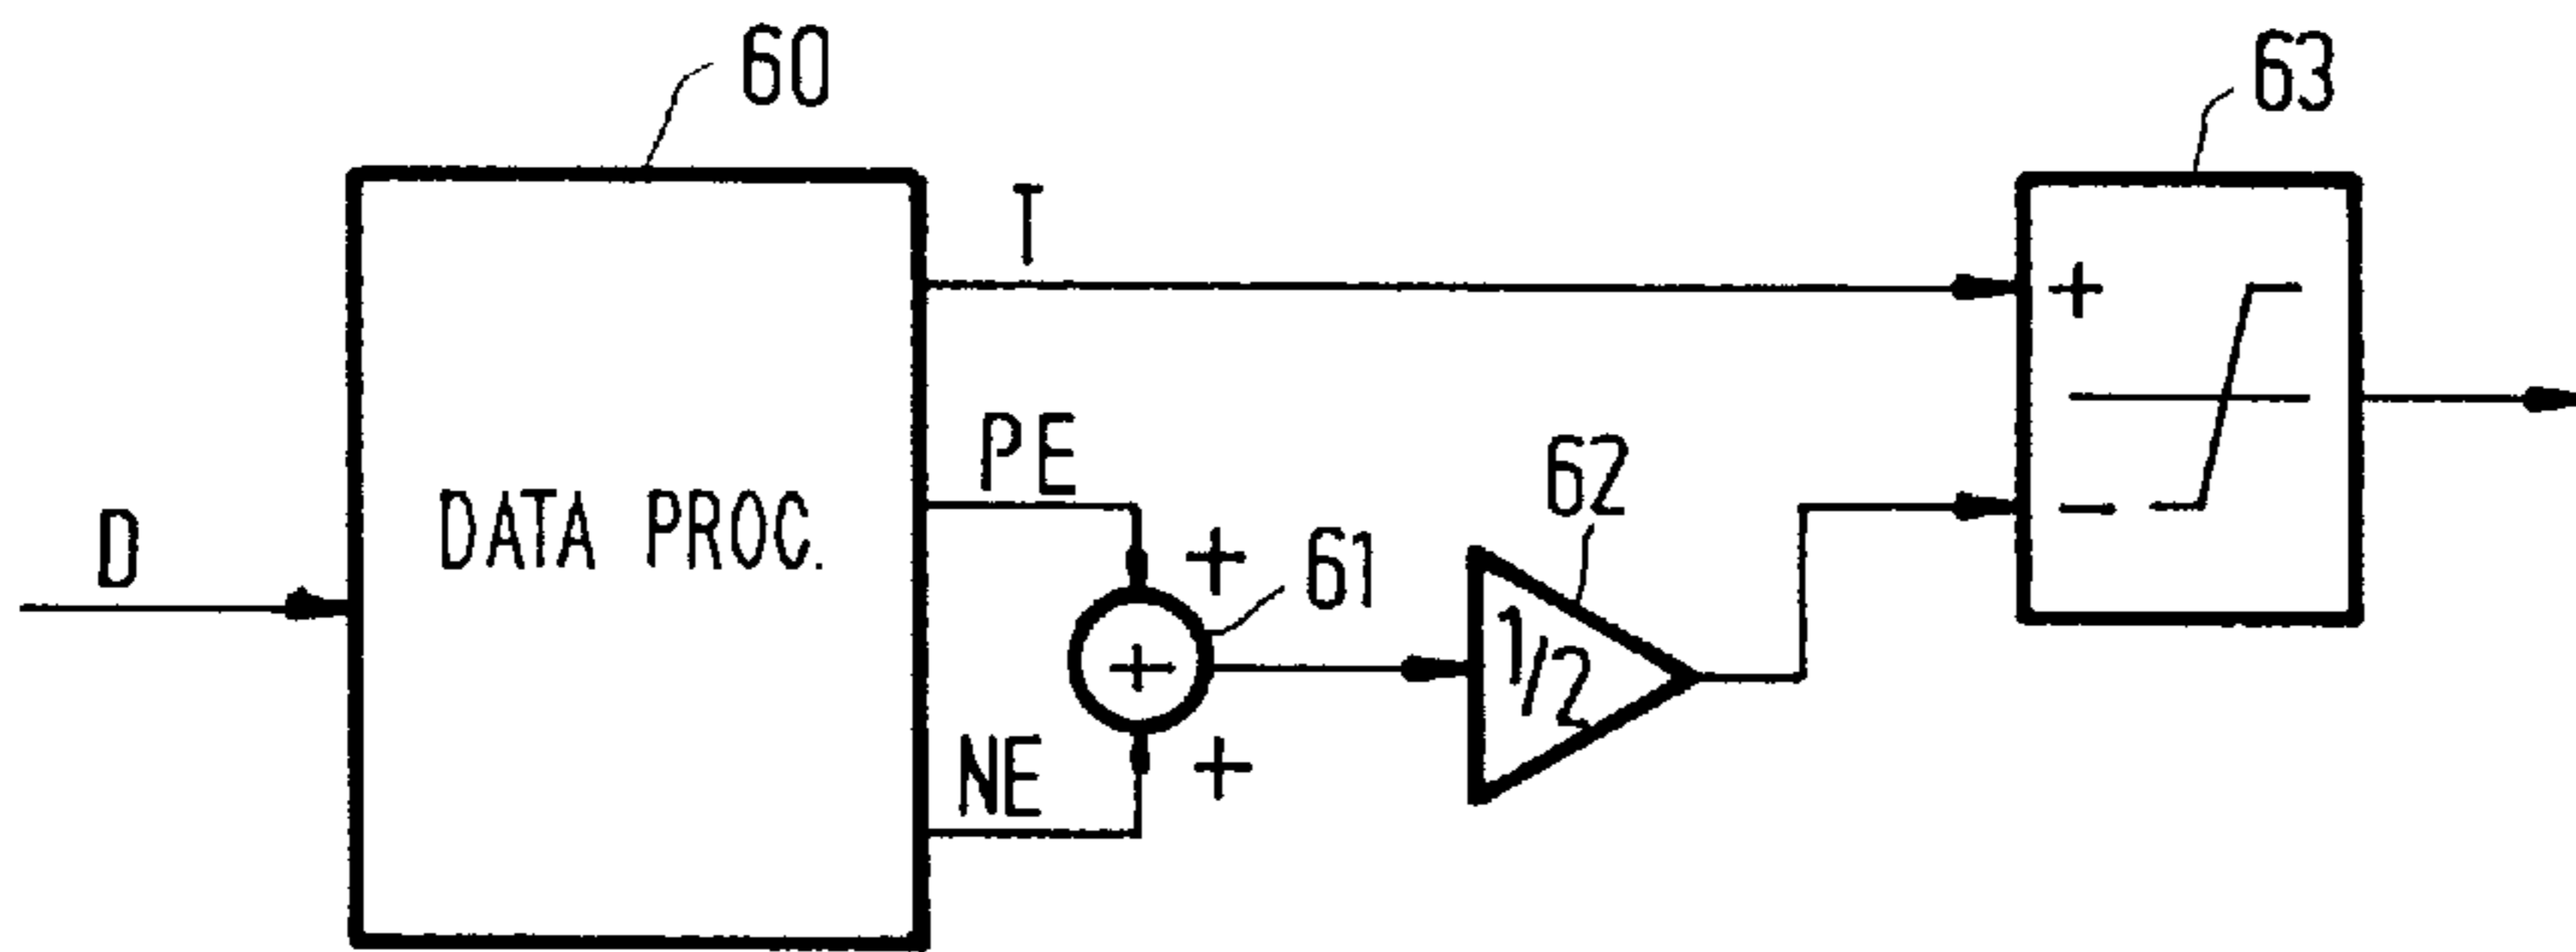 60
63
T
+
PE
62
D
DATA PROC.
-
+
61
1/2
+
NE
+